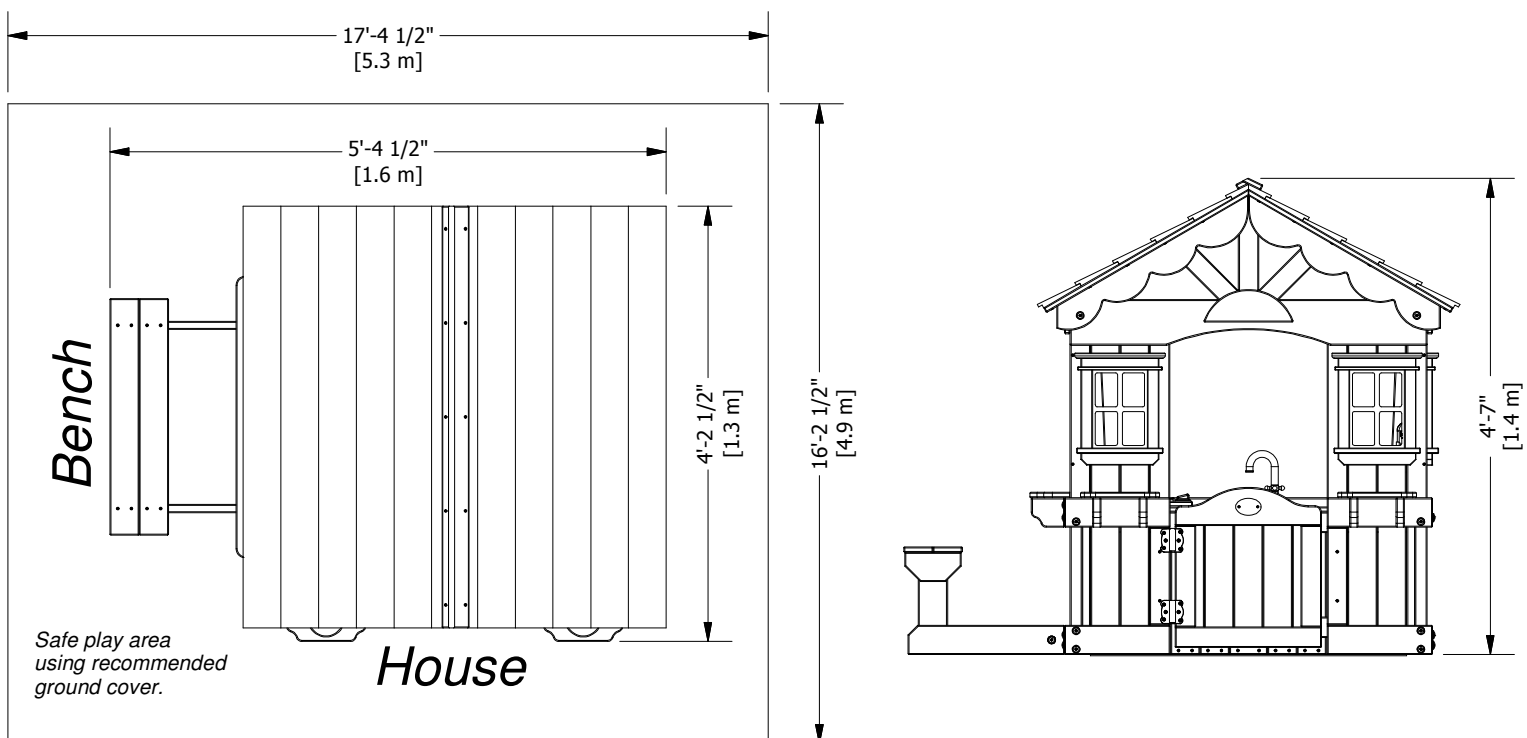 17'-4 1/2"
[5.3 m]
5'-4 1/2"
[1.6 m]
Bench
4'-2 1/2"
[1.3 m]
16'-2 1/2"
[4.9 m]
4'-7"
[1.4 m]
Safe play area
using recommended
ground cover.
House